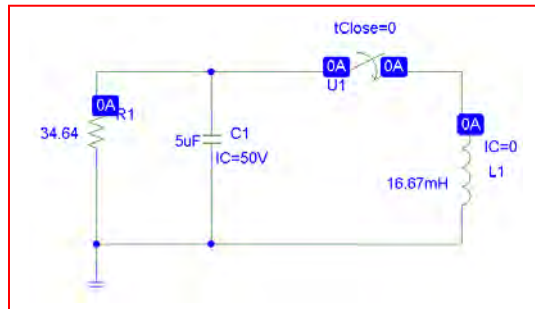 tClose=0
0A
0A
U1
0A
R1
34.64
5uF
C1
IC=50V
0A
IC=0
L1
16.67mH